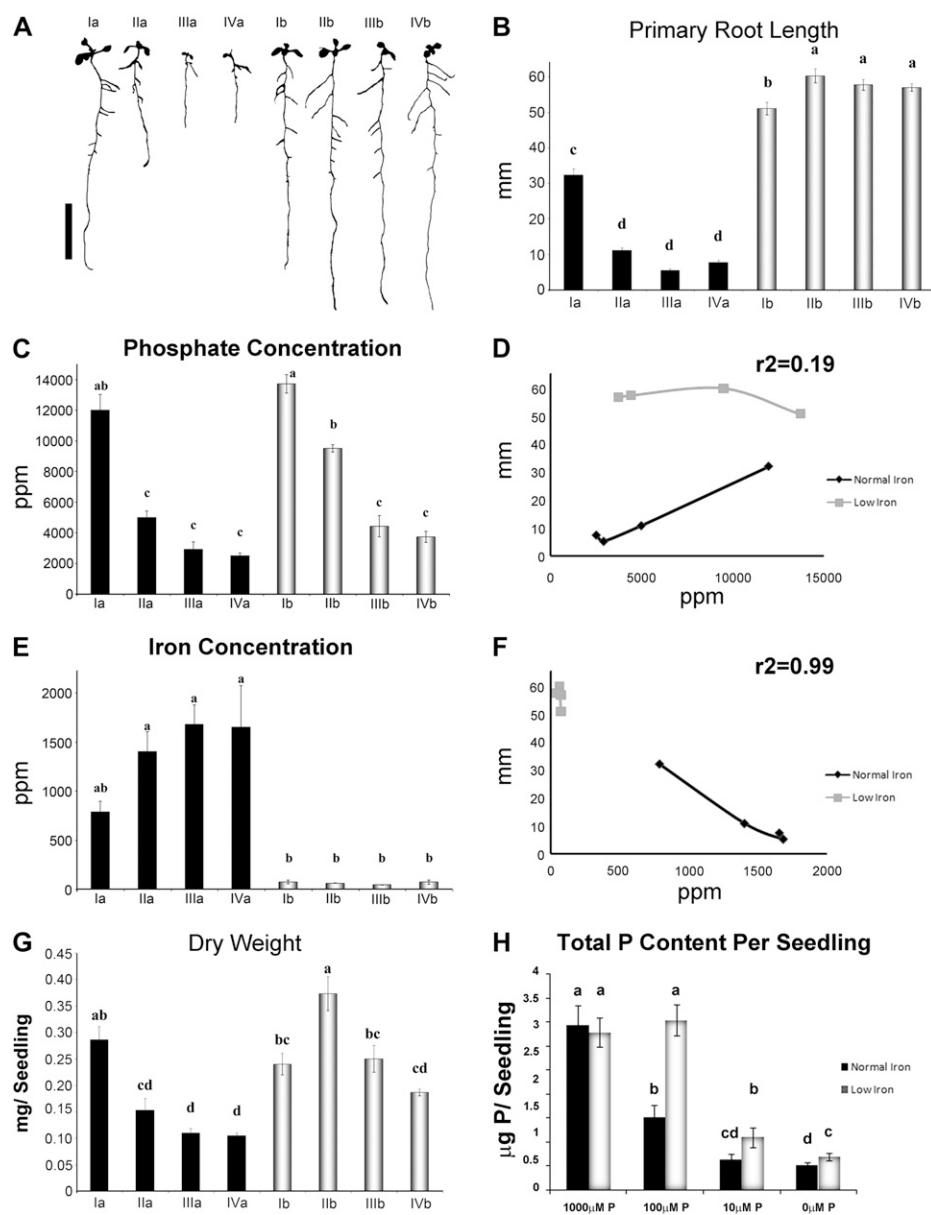 A
Ia IIa IIIa IVa Ib IIb IIIb IVb
B
Primary Root Length
mm
60
50
40
30
20
10
0
c d d d b a a a
Ia IIa IIIa IVa Ib IIb IIIb IVb
C
Phosphate Concentration
ppm
14000
12000
10000
8000
6000
4000
2000
0
ab c c c a b c c
Ia IIa IIIa IVa Ib IIb IIIb IVb
D
r2=0.19
mm
60
50
40
30
20
10
0
0 5000 10000 15000
ppm
Normal Iron
Low Iron
E
Iron Concentration
ppm
2000
1500
1000
500
0
ab a a a b b b b
Ia IIa IIIa IVa Ib IIb IIIb IVb
F
r2=0.99
mm
60
50
40
30
20
10
0
0 500 1000 1500 2000
ppm
Normal Iron
Low Iron
G
Dry Weight
mg/ Seedling
0.45
0.40
0.35
0.30
0.25
0.20
0.15
0.10
0.05
0.00
ab cd d d bc a bc cd
Ia IIa IIIa IVa Ib IIb IIIb IVb
H
Total P Content Per Seedling
μg P/ Seedling
4
3
2.5
3
2.5
1
0.5
0
a a b a cd b d c
1000μM P 100μM P 10μM P 0μM P
Normal Iron
Low Iron